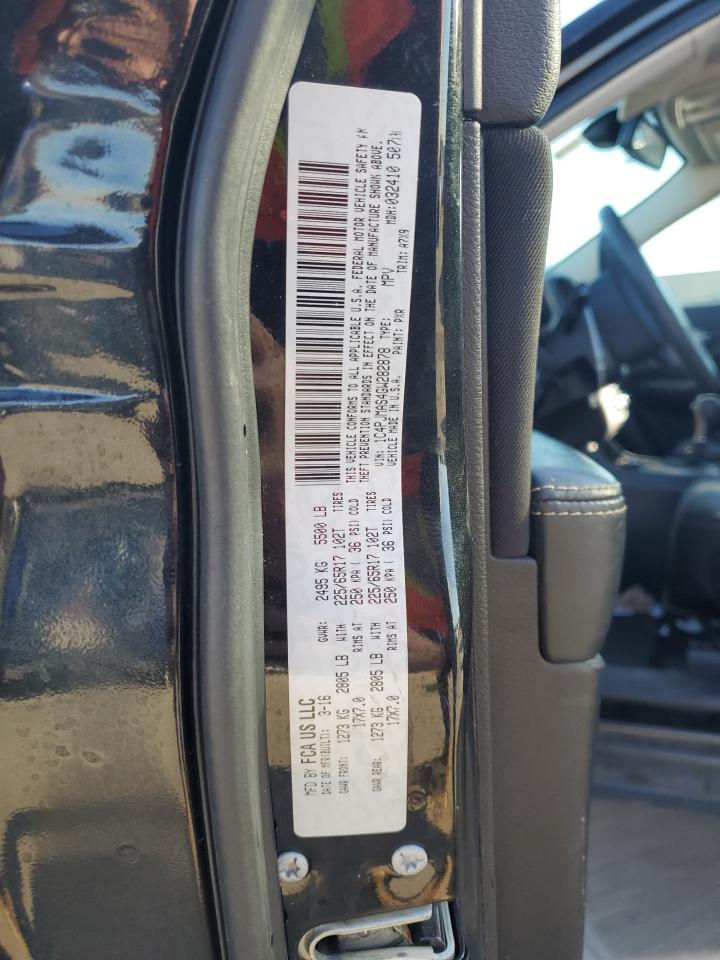 MFD BY FCA US LLC
DATE OF MFR(BUILT): 3-16 GVWR: 2495 KG 5500 LB
GAWR FRONT: 1273 KG 2805 LB WITH 225/65R17 102T TIRES
17X7.0 RIMS AT 250 KPA ( 36 PSI) COLD
GAWR REAR: 1273 KG 2805 LB WITH 225/65R17 102T TIRES
17X7.0 RIMS AT 250 KPA ( 36 PSI) COLD
THIS VEHICLE CONFORMS TO ALL APPLICABLE U.S.A. FEDERAL MOTOR VEHICLE SAFETY
THEFT PREVENTION STANDARDS IN EFFECT ON THE DATE OF MANUFACTURE SHOWN ABOVE.
VIN: 1C4PJMAS4GW282878 TYPE: MPV MDH:032410 507
VEHICLE MADE IN U.S.A. PAINT: PXR TRIM: A7X9